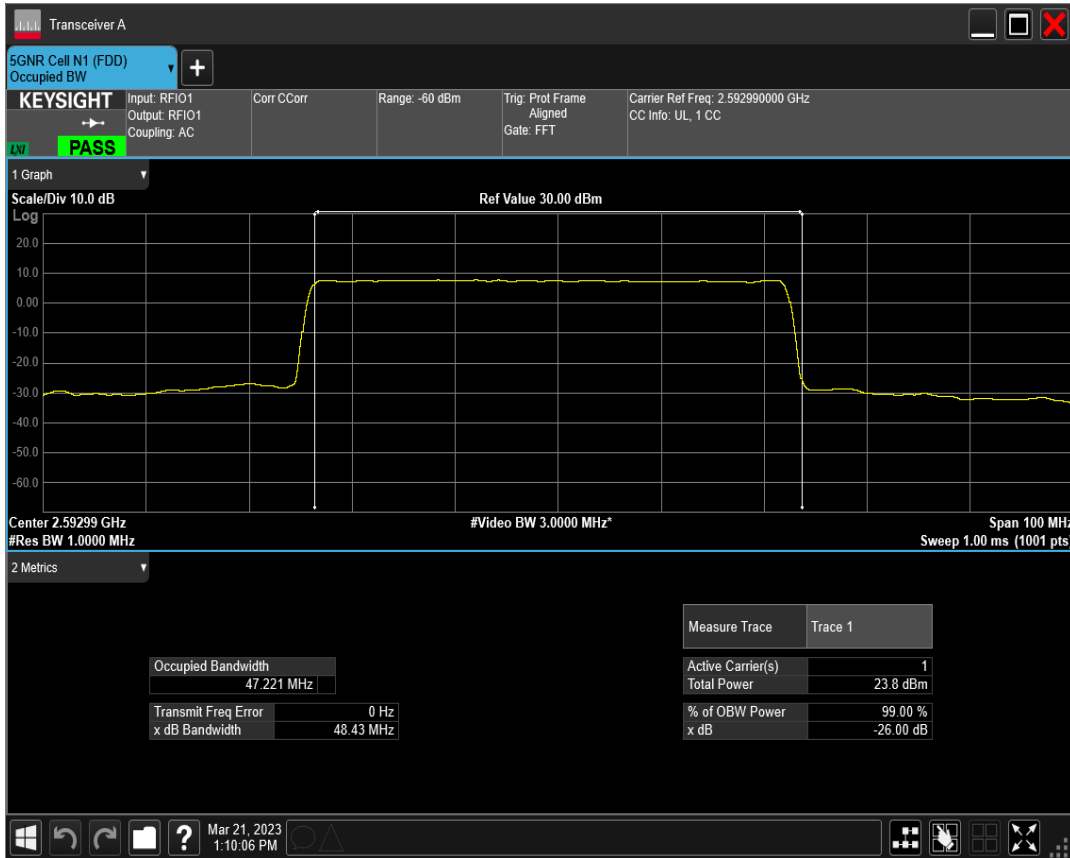 Transceiver A
5GNR Cell N1 (FDD)
Occupied BW
+
KEYSIGHT
LXI
PASS
Input: RFIO1
Output: RFIO1
Coupling: AC
Corr CCorr
Range: -60 dBm
Trig: Prot Frame
Aligned
Gate: FFT
Carrier Ref Freq: 2.592990000 GHz
CC Info: UL, 1 CC
1 Graph
Scale/Div 10.0 dB
Ref Value 30.00 dBm
Log
20.0
10.0
0.00
-10.0
-20.0
-30.0
-40.0
-50.0
-60.0
Center 2.59299 GHz
#Video BW 3.0000 MHz*
Span 100 MHz
#Res BW 1.0000 MHz
Sweep 1.00 ms (1001 pts)
2 Metrics
Measure Trace Trace 1
Occupied Bandwidth
47.221 MHz
Active Carrier(s) 1
Total Power 23.8 dBm
Transmit Freq Error 0 Hz
x dB Bandwidth 48.43 MHz
% of OBW Power 99.00 %
x dB -26.00 dB
?
Mar 21, 2023
1:10:06 PM